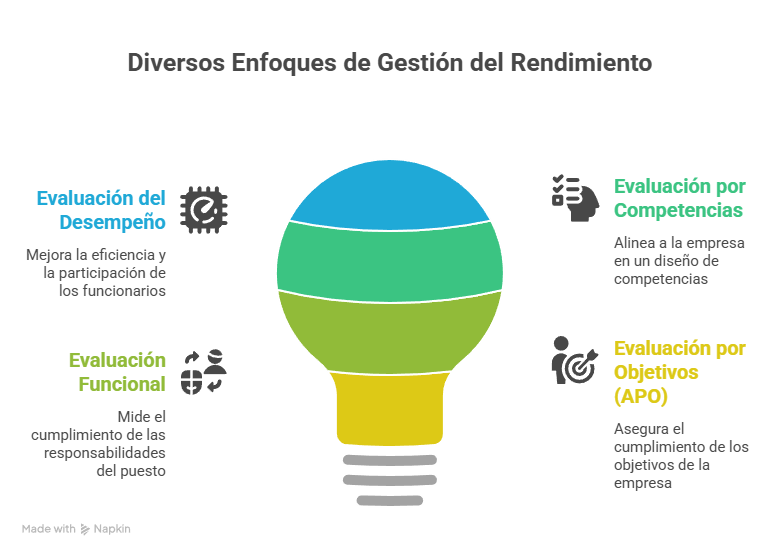 Diversos Enfoques de Gestión del Rendimiento
Evaluación del
Desempeño
Mejora la eficiencia y
la participación de
los funcionarios
Evaluación por
Competencias
Alinea a la empresa
en un diseño de
competencias
Evaluación
Funcional
Mide el
cumplimiento de las
responsabilidades
del puesto
Evaluación por
Objetivos
(APO)
Asegura el
cumplimiento de los
objetivos de la
empresa
Made with Napkin